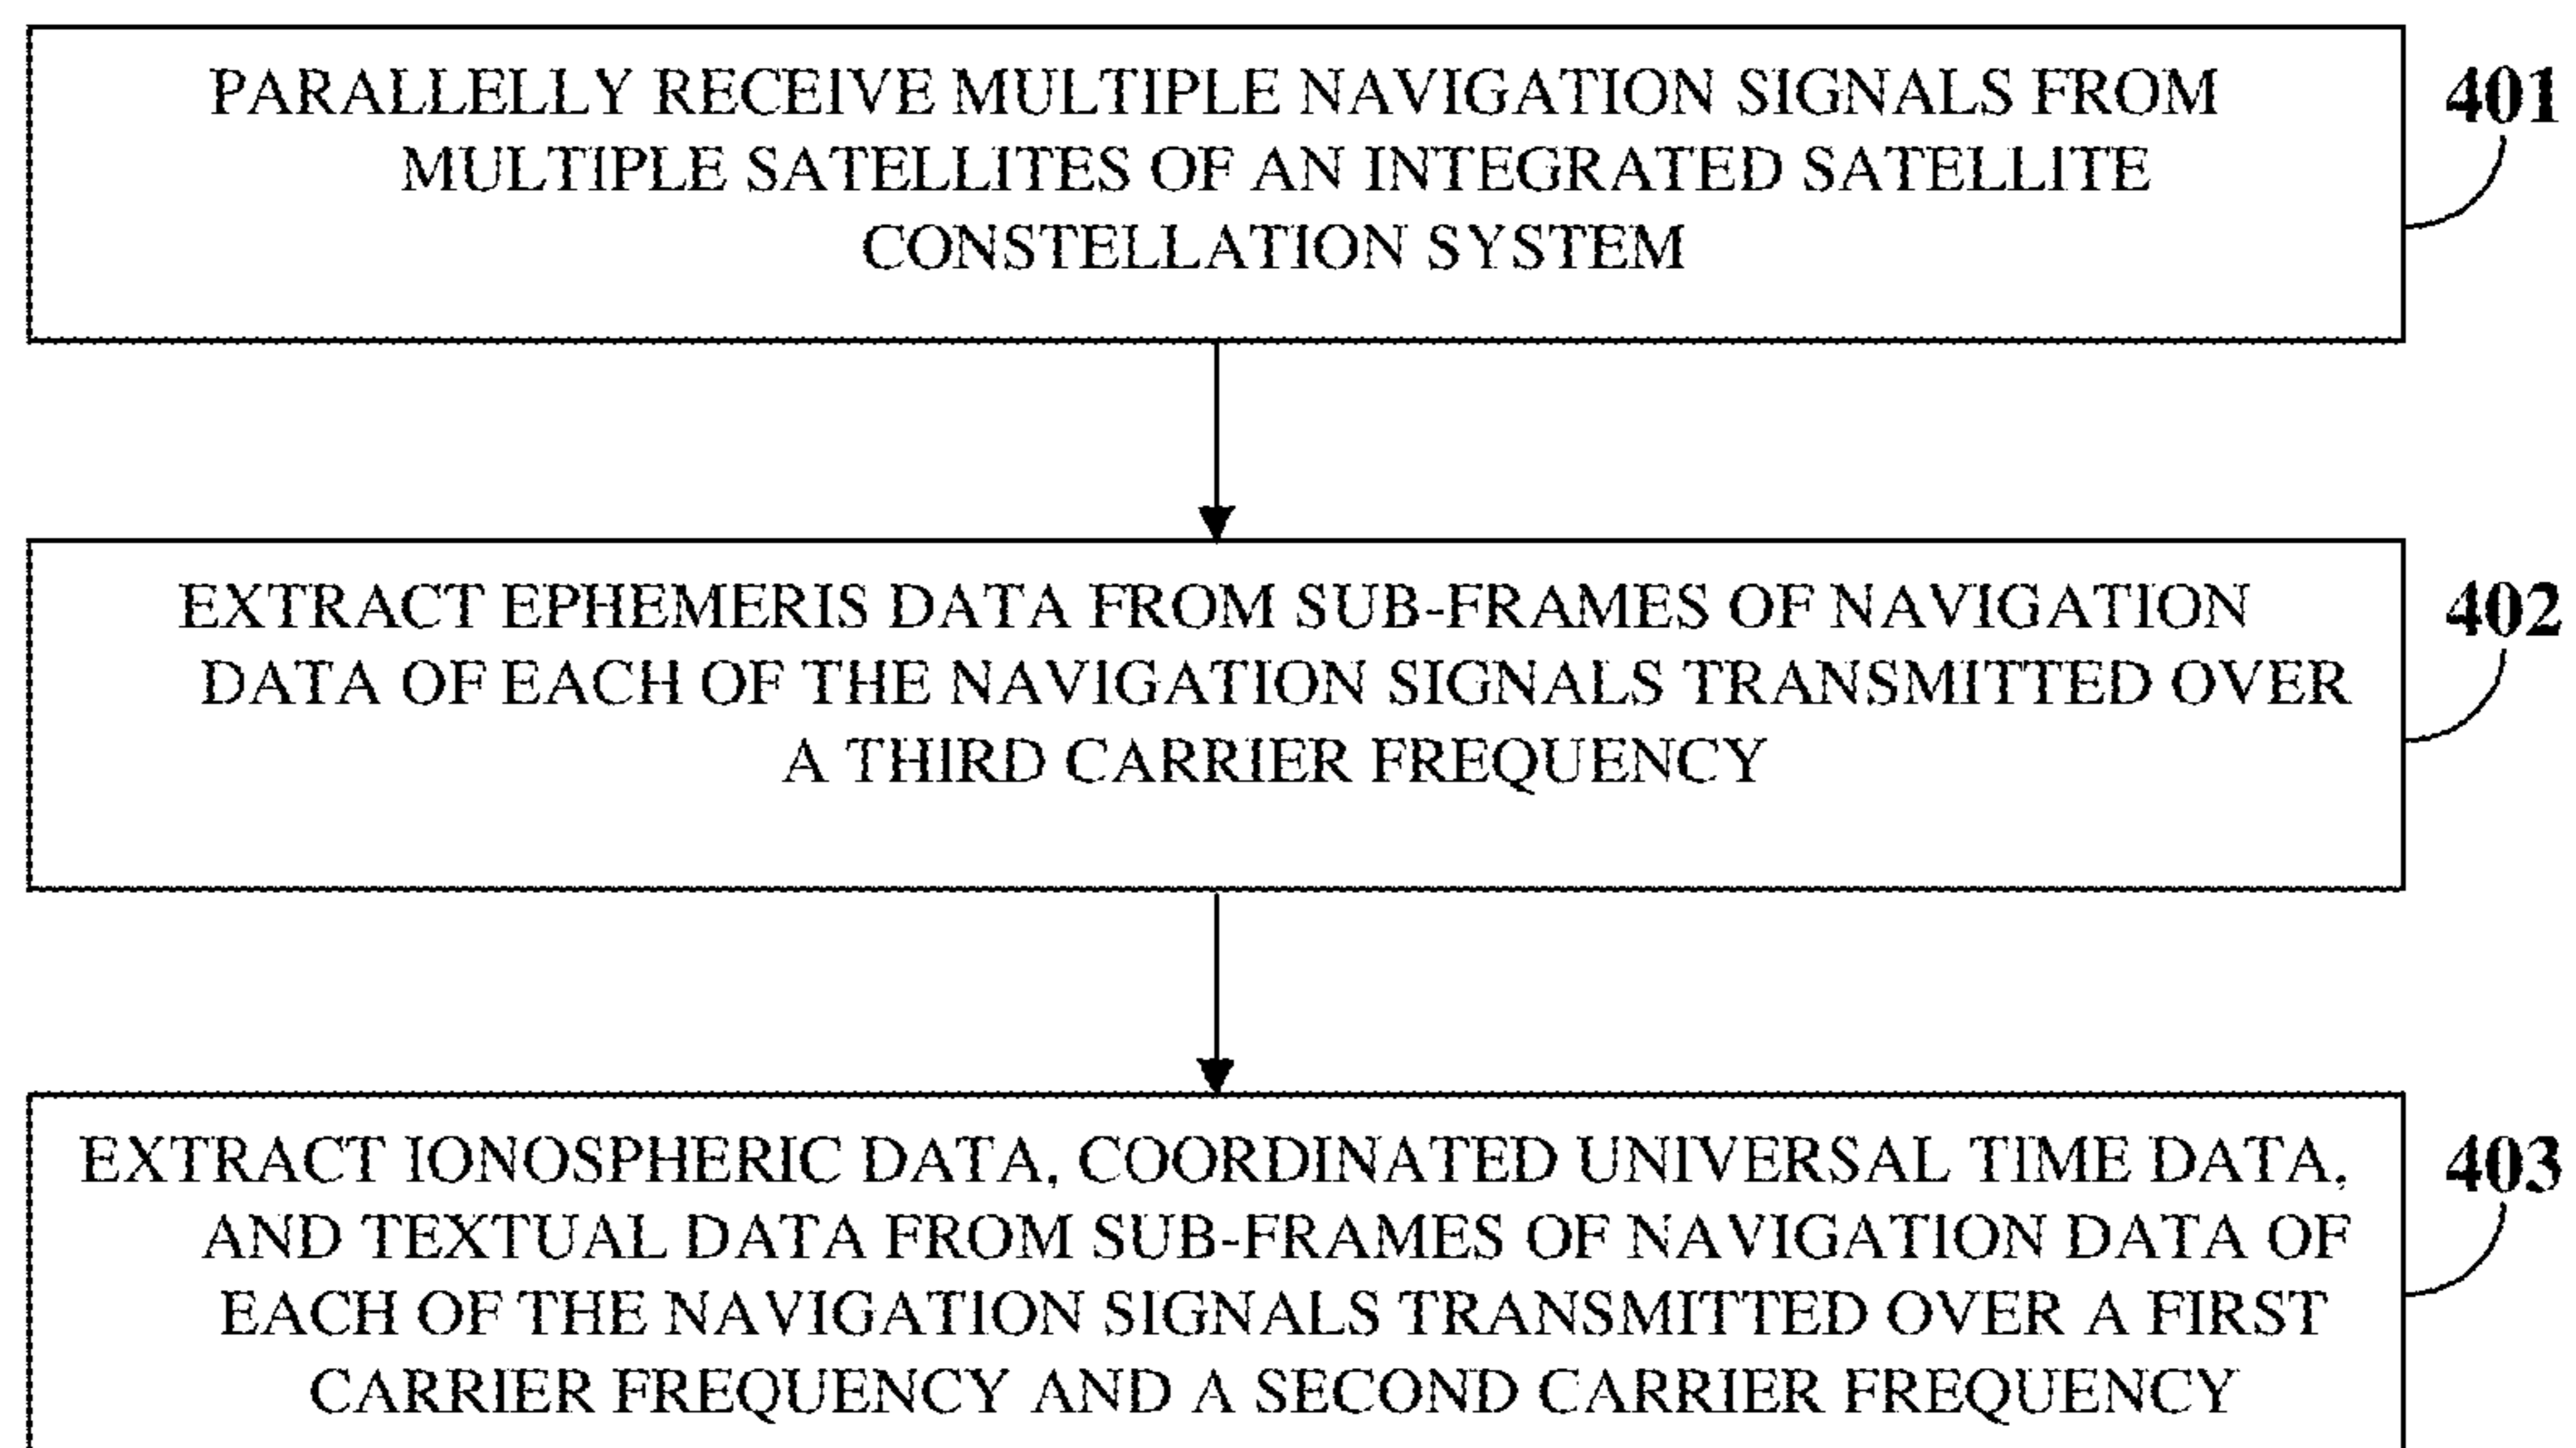 PARALLELLY RECEIVE MULTIPLE NAVIGATION SIGNALS FROM
MULTIPLE SATELLITES OF AN INTEGRATED SATELLITE
CONSTELLATION SYSTEM
401
EXTRACT EPHEMERIS DATA FROM SUB-FRAMES OF NAVIGATION
DATA OF EACH OF THE NAVIGATION SIGNALS TRANSMITTED OVER
A THIRD CARRIER FREQUENCY
402
EXTRACT IONOSPHERIC DATA, COORDINATED UNIVERSAL TIME DATA,
AND TEXTUAL DATA FROM SUB-FRAMES OF NAVIGATION DATA OF
EACH OF THE NAVIGATION SIGNALS TRANSMITTED OVER A FIRST
CARRIER FREQUENCY AND A SECOND CARRIER FREQUENCY
403